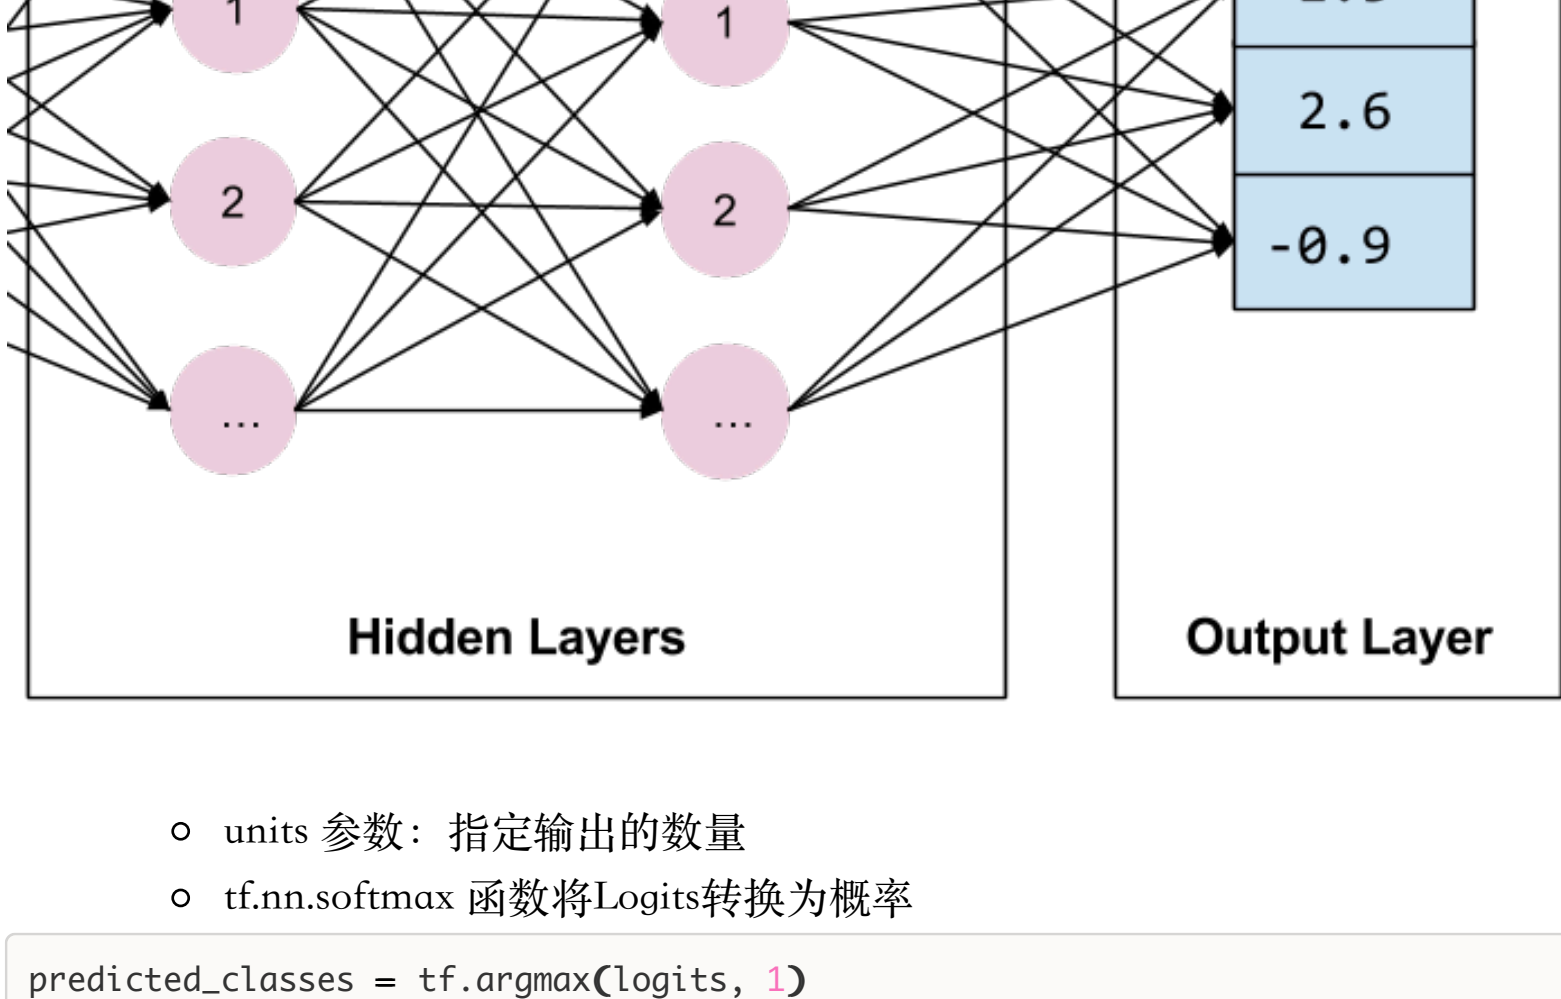 1
1
2.6
2
2
-0.9
...
...
Hidden Layers
Output Layer
units 参数：指定输出的数量
tf.nn.softmax 函数将Logits转换为概率
predicted_classes = tf.argmax(logits, 1)